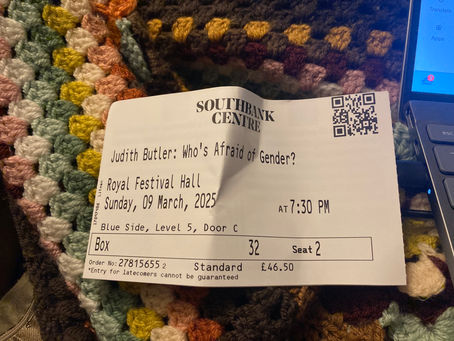 SOUTHBANK
CENTRE
Judith Butler: Who's Afraid of Gender?
Royal Festival Hall
Sunday, 09 March, 2025 AT 7:30 PM
Blue Side, Level 5, Door C
Box 32 Seat 2
Order No: 27815655 2 Standard £46.50
*Entry for latecomers cannot be guaranteed
ESC